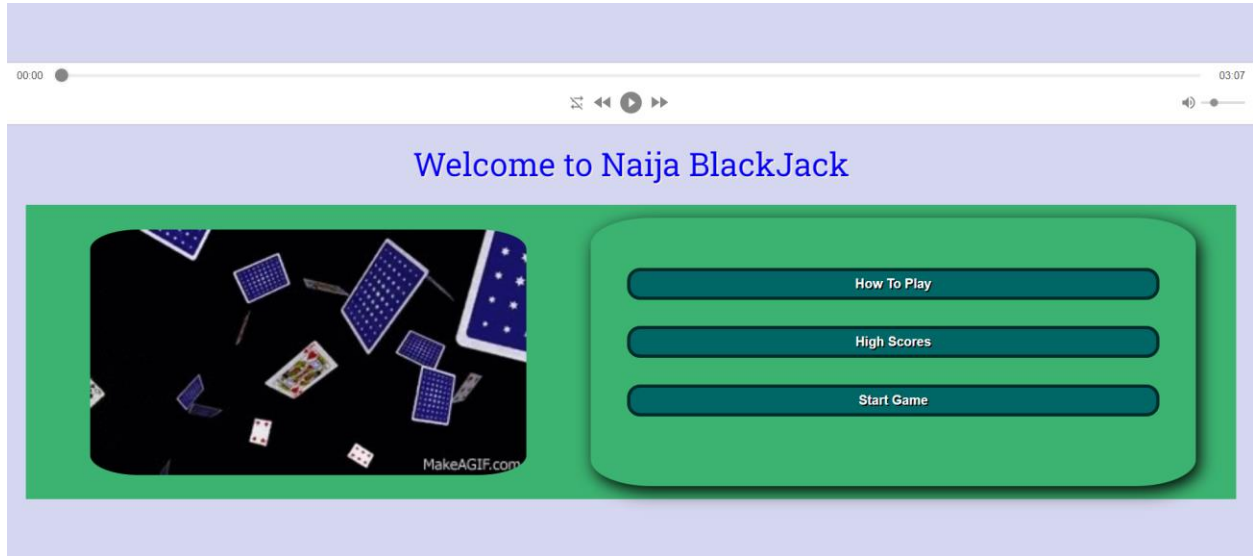 00:00
03:07
Welcome to Naija BlackJack
How To Play
High Scores
Start Game
MakeAGIF.com